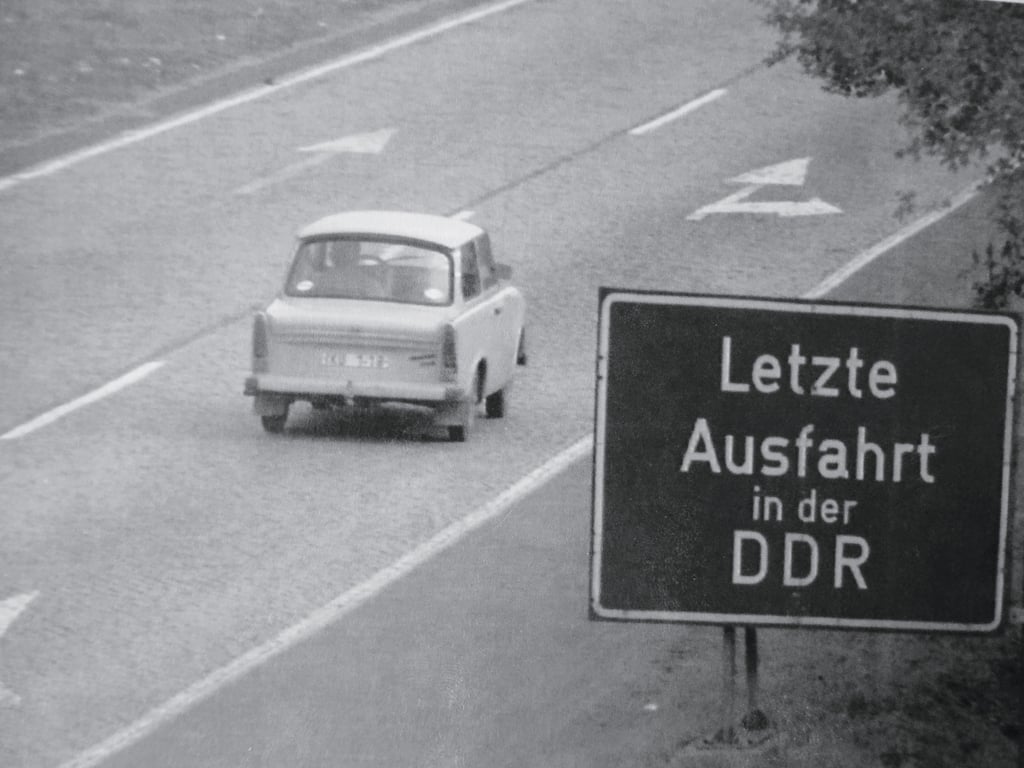 Letzte
Ausfahrt
in der
DDR